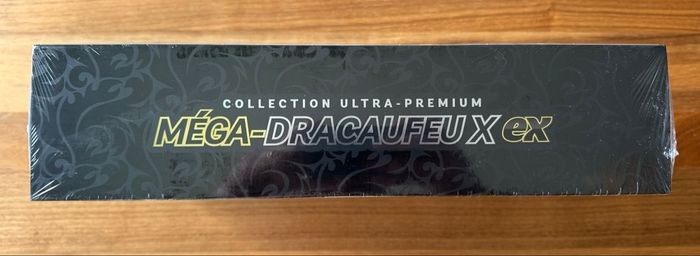 COLLECTION ULTRA-PREMIUM
MÉGA-DRACAUFEU X ex